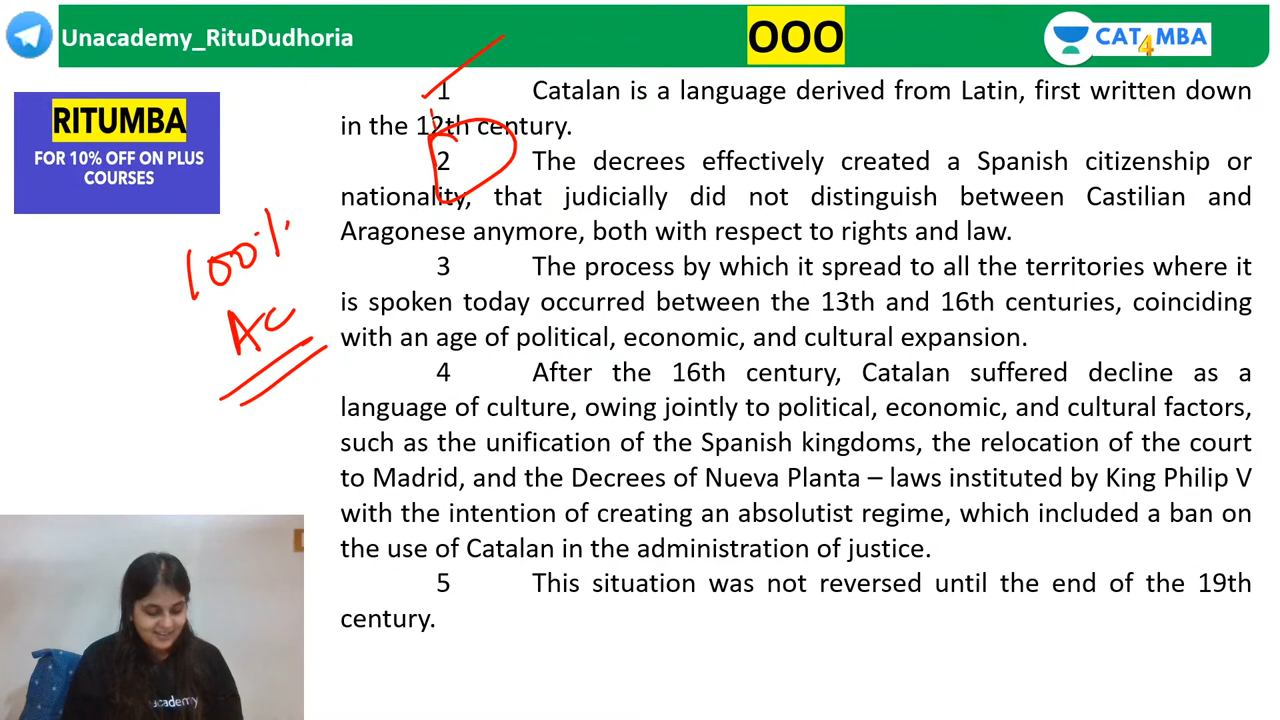 Unacademy_RituDudhoria
OOO
CAT4MBA
RITUMBA
FOR 10% OFF ON PLUS
COURSES
100%
AC
1 Catalan is a language derived from Latin, first written down
in the 12th century.
2 The decrees effectively created a Spanish citizenship or
nationality, that judicially did not distinguish between Castilian and
Aragonese anymore, both with respect to rights and law.
3 The process by which it spread to all the territories where it
is spoken today occurred between the 13th and 16th centuries, coinciding
with an age of political, economic, and cultural expansion.
4 After the 16th century, Catalan suffered decline as a
language of culture, owing jointly to political, economic, and cultural factors,
such as the unification of the Spanish kingdoms, the relocation of the court
to Madrid, and the Decrees of Nueva Planta – laws instituted by King Philip V
with the intention of creating an absolutist regime, which included a ban on
the use of Catalan in the administration of justice.
5 This situation was not reversed until the end of the 19th
century.